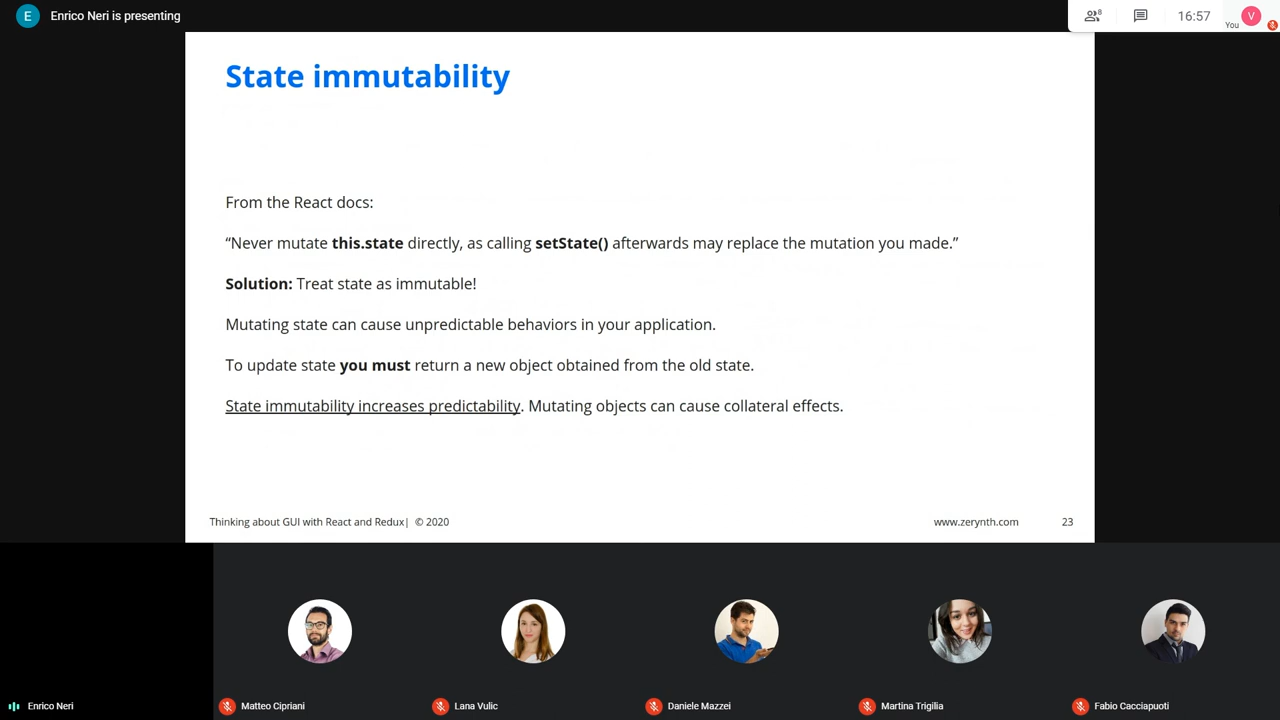 E Enrico Neri is presenting
8
16:57
You
V
State immutability
From the React docs:
“Never mutate this.state directly, as calling setState() afterwards may replace the mutation you made.”
Solution: Treat state as immutable!
Mutating state can cause unpredictable behaviors in your application.
To update state you must return a new object obtained from the old state.
State immutability increases predictability. Mutating objects can cause collateral effects.
Thinking about GUI with React and Redux| © 2020
www.zerynth.com
23
Enrico Neri
Matteo Cipriani
Lana Vulic
Daniele Mazzei
Martina Trigilia
Fabio Cacciapuoti